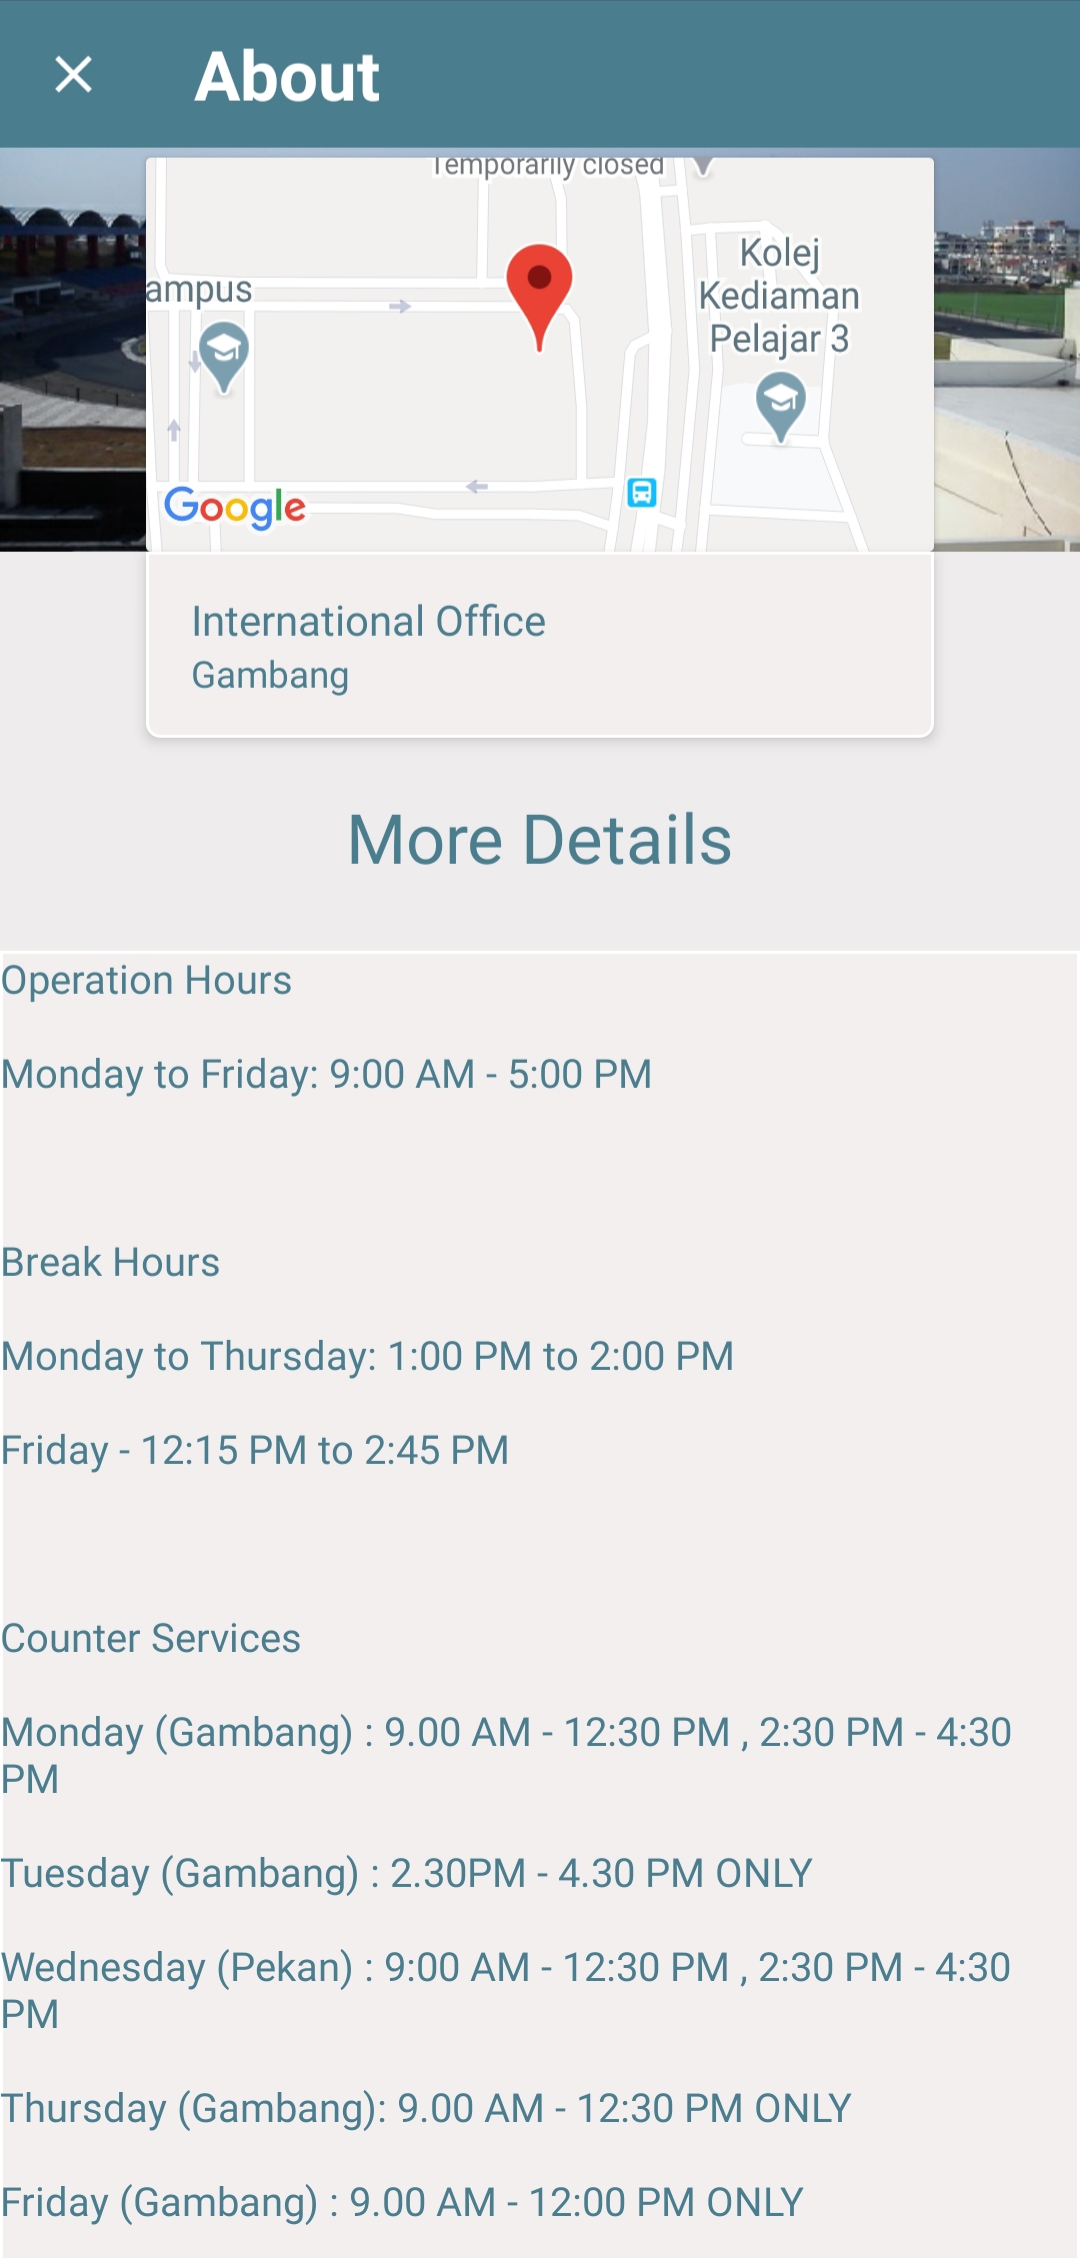 About
Temporarily closed
ampus
Kolej
Kediaman
Pelajar 3
Google
International Office
Gambang
More Details
Operation Hours
Monday to Friday: 9:00 AM - 5:00 PM
Break Hours
Monday to Thursday: 1:00 PM to 2:00 PM
Friday - 12:15 PM to 2:45 PM
Counter Services
Monday (Gambang) : 9.00 AM - 12:30 PM , 2:30 PM - 4:30
PM
Tuesday (Gambang) : 2.30PM - 4.30 PM ONLY
Wednesday (Pekan) : 9:00 AM - 12:30 PM , 2:30 PM - 4:30
PM
Thursday (Gambang): 9.00 AM - 12:30 PM ONLY
Friday (Gambang) : 9.00 AM - 12:00 PM ONLY